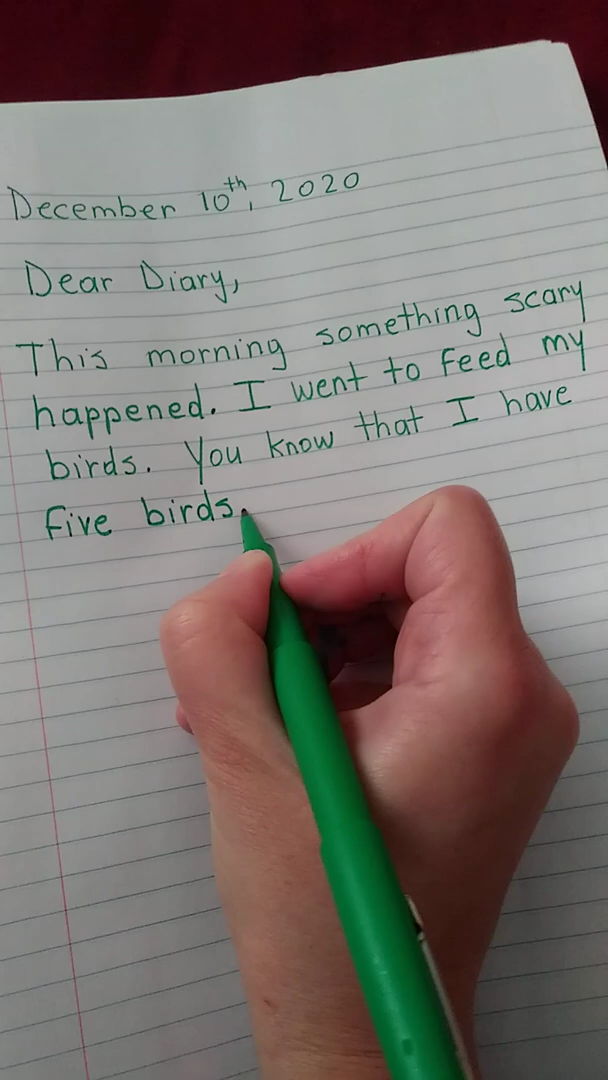 December 10th, 2020
Dear Diary,
This morning something scary
happened. I went to feed my
birds. You know that I have
five birds.